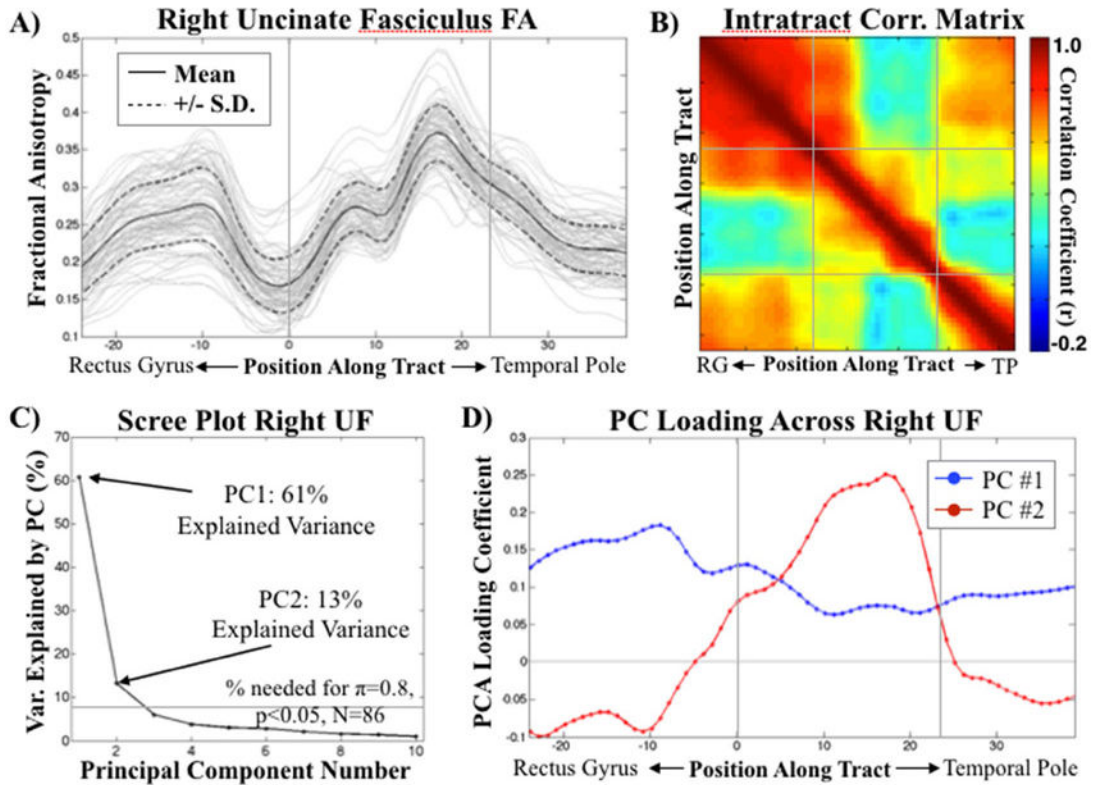 A) Right Uncinate Fasciculus FA
Fractional Anisotropy
0.5
0.45
0.4
0.35
0.3
0.25
0.2
0.15
0.1
Mean
+/- S.D.
-20 -10 0 10 20 30
Rectus Gyrus Position Along Tract Temporal Pole
B) Intratract Corr. Matrix
Position Along Tract
1.0
-0.2
Correlation Coefficient (r)
RG Position Along Tract TP
C) Scree Plot Right UF
Var. Explained by PC (%)
70
60
50
40
30
20
10
0
PC1: 61%
Explained Variance
PC2: 13%
Explained Variance
% needed for π=0.8,
p<0.05, N=86
2 4 6 8 10
Principal Component Number
D) PC Loading Across Right UF
PCA Loading Coefficient
0.3
0.25
0.2
0.15
0.1
0.05
0
0.05
-0.1
PC #1
PC #2
-20 -10 0 10 20 30
Rectus Gyrus Position Along Tract Temporal Pole